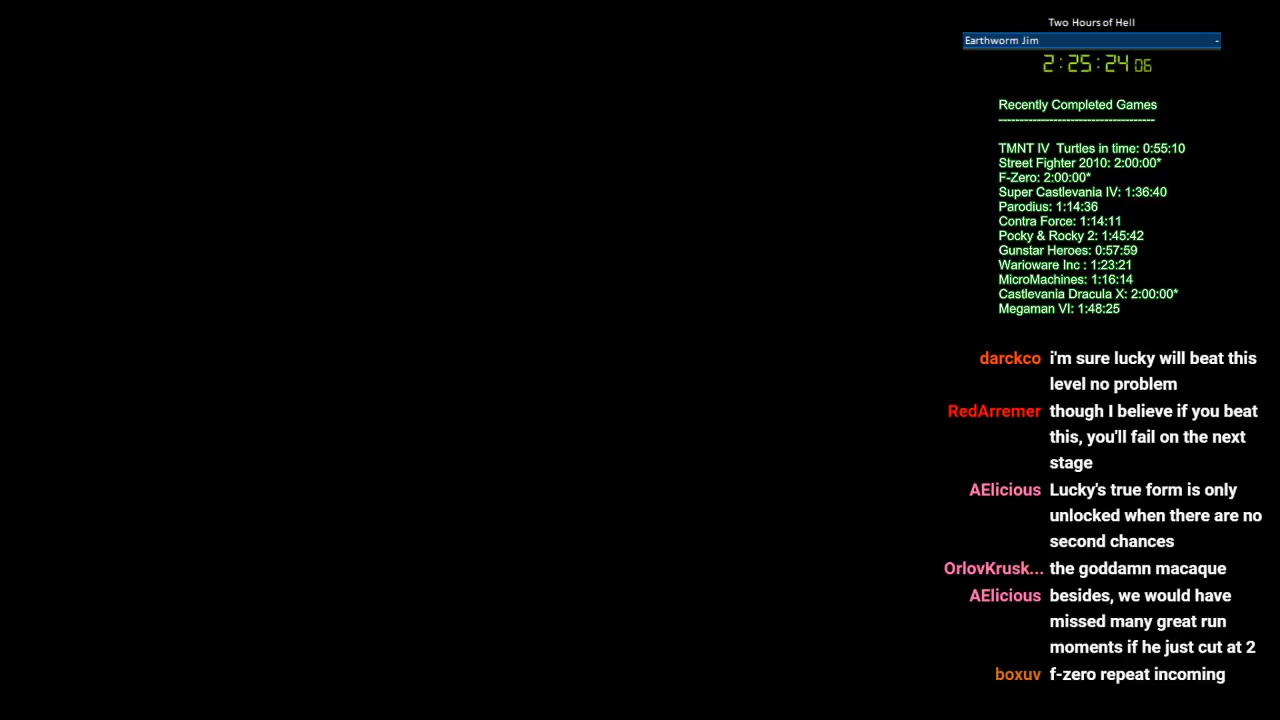 Two Hours of Hell
Earthworm Jim -
2:25:24 06
Recently Completed Games
--------------------------------------
TMNT IV Turtles in time: 0:55:10
Street Fighter 2010: 2:00:00*
F-Zero: 2:00:00*
Super Castlevania IV: 1:36:40
Parodius: 1:14:36
Contra Force: 1:14:11
Pocky & Rocky 2: 1:45:42
Gunstar Heroes: 0:57:59
Warioware Inc : 1:23:21
MicroMachines: 1:16:14
Castlevania Dracula X: 2:00:00*
Megaman VI: 1:48:25
darckco i'm sure lucky will beat this
level no problem
RedArremer though I believe if you beat
this, you'll fail on the next
stage
AElicious Lucky's true form is only
unlocked when there are no
second chances
OrlovKrusk... the goddamn macaque
AElicious besides, we would have
missed many great run
moments if he just cut at 2
boxuv f-zero repeat incoming